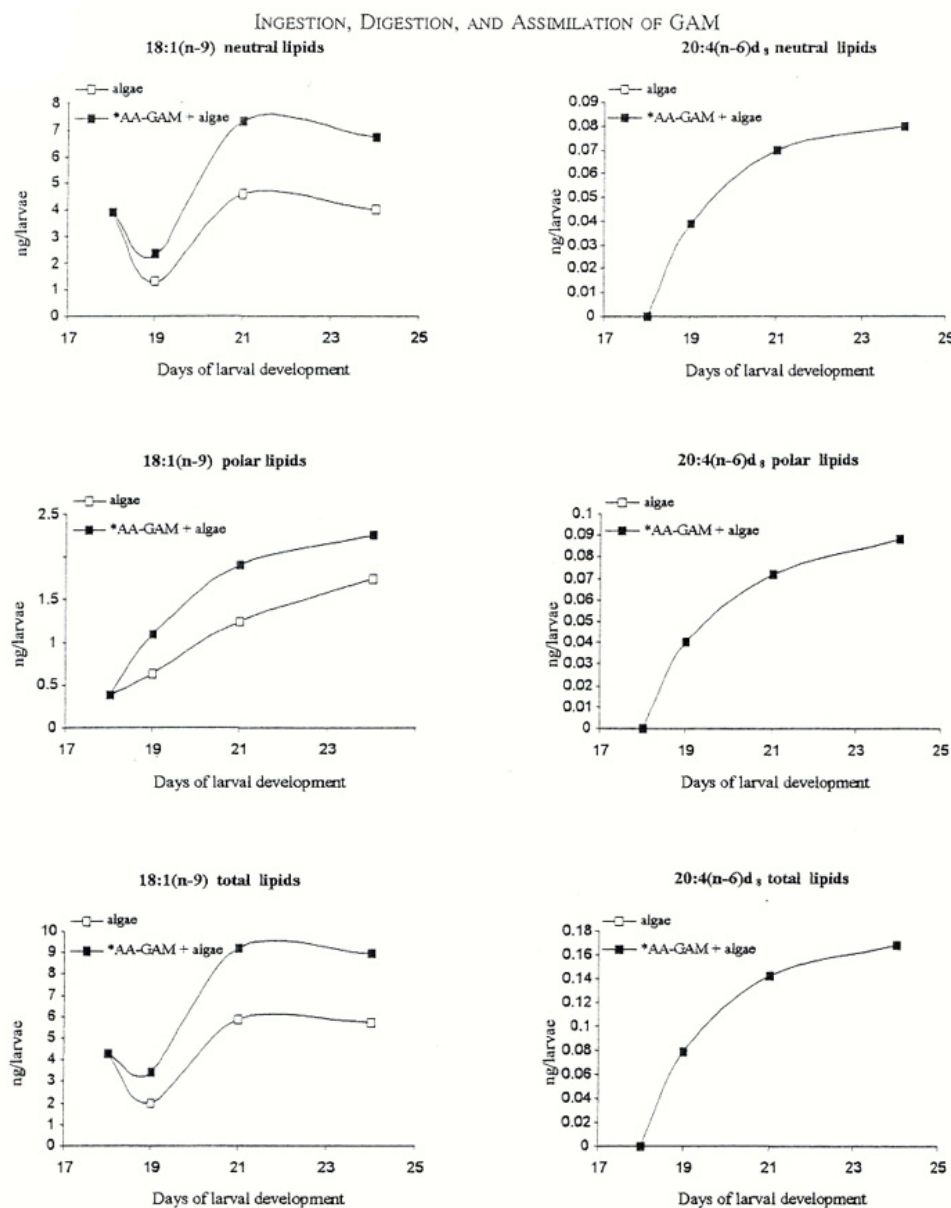 INGESTION, DIGESTION, AND ASSIMILATION OF GAM
18:1(n-9) neutral lipids
algae
*AA-GAM + algae
8
7
6
5
4
3
2
1
0
ng/larvae
17 19 21 23 25
Days of larval development
20:4(n-6)d 8 neutral lipids
algae
*AA-GAM + algae
0.09
0.08
0.07
0.06
0.05
0.04
0.03
0.02
0.01
0
ng/larvae
17 19 21 23 25
Days of larval development
18:1(n-9) polar lipids
algae
*AA-GAM + algae
2.5
2
1.5
1
0.5
0
ng/larvae
17 19 21 23
Days of larval development
20:4(n-6)d 8 polar lipids
algae
*AA-GAM + algae
0.1
0.09
0.08
0.07
0.06
0.05
0.04
0.03
0.02
0.01
0
ng/larvae
17 19 21 23 25
Days of larval development
18:1(n-9) total lipids
algae
*AA-GAM + algae
10
9
8
7
6
5
4
3
2
1
0
ng/larvae
17 19 21 23 25
Days of larval development
20:4(n-6)d 8 total lipids
algae
*AA-GAM + algae
0.18
0.16
0.14
0.12
0.1
0.08
0.06
0.04
0.02
0
ng/larvae
17 19 21 23 25
Days of larval development